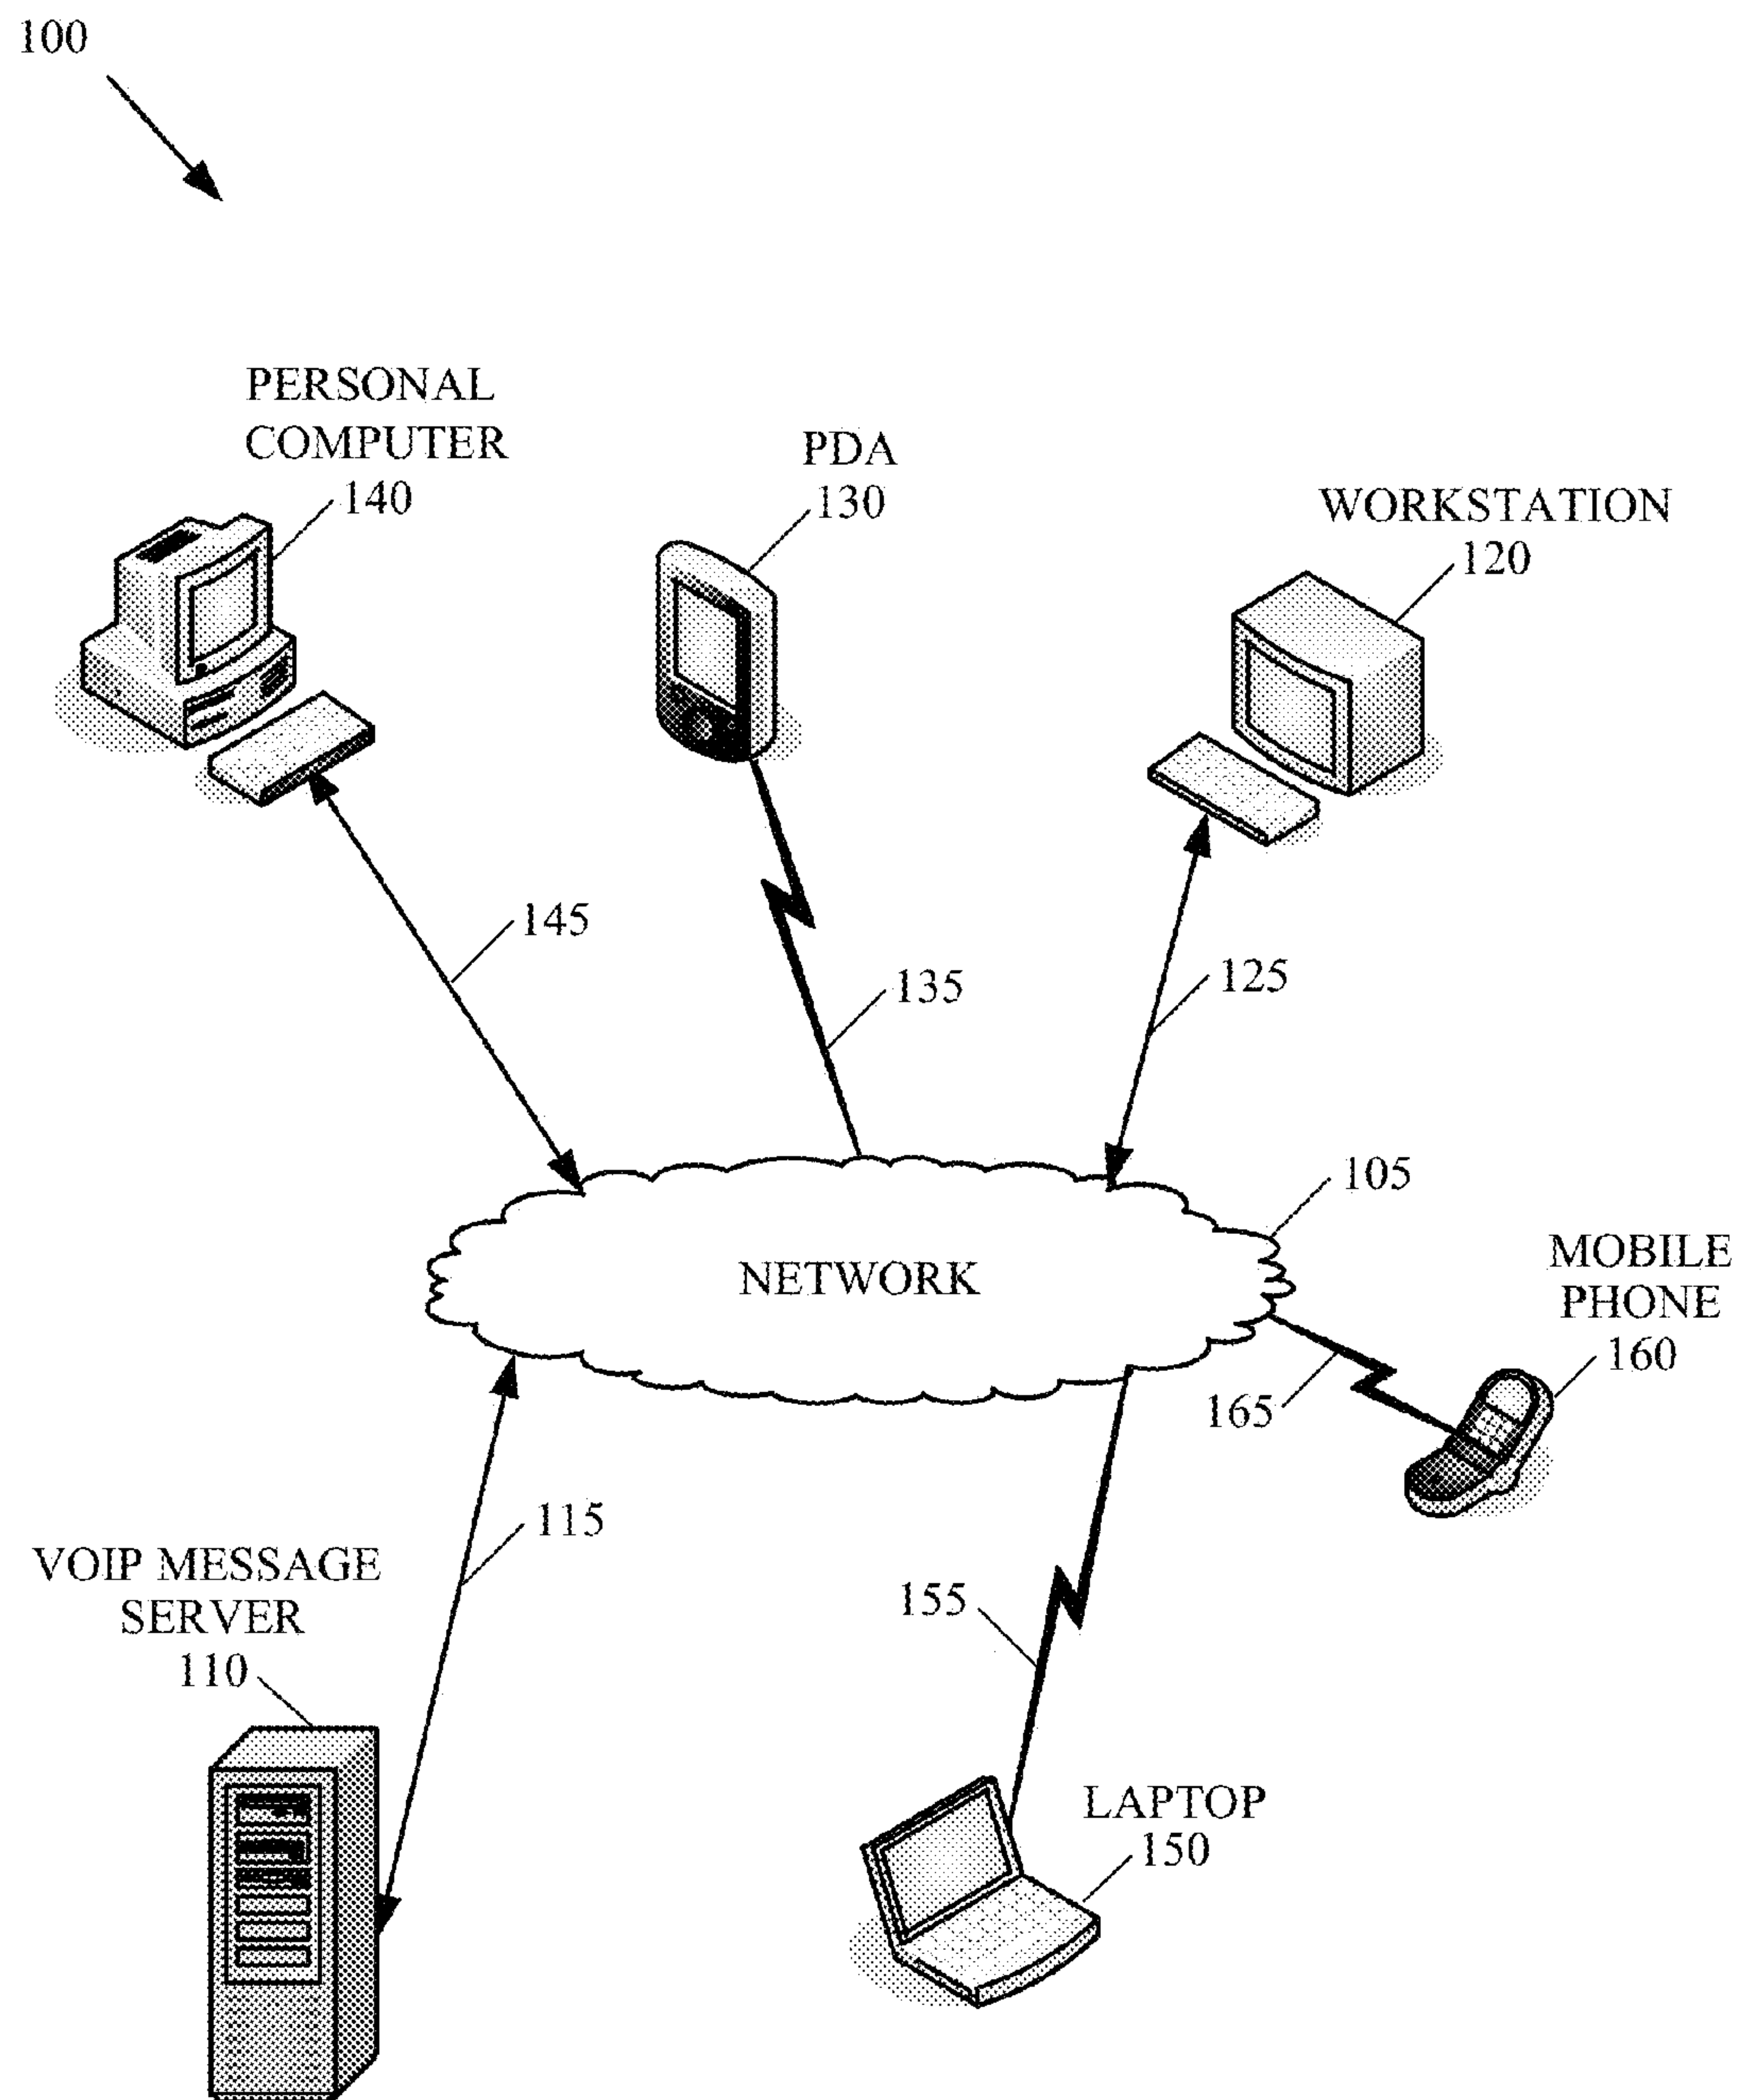 100
PERSONAL
COMPUTER
140
PDA
130
WORKSTATION
120
145
135
125
105
NETWORK
MOBILE
PHONE
160
165
115
VOIP MESSAGE
SERVER
110
155
LAPTOP
150